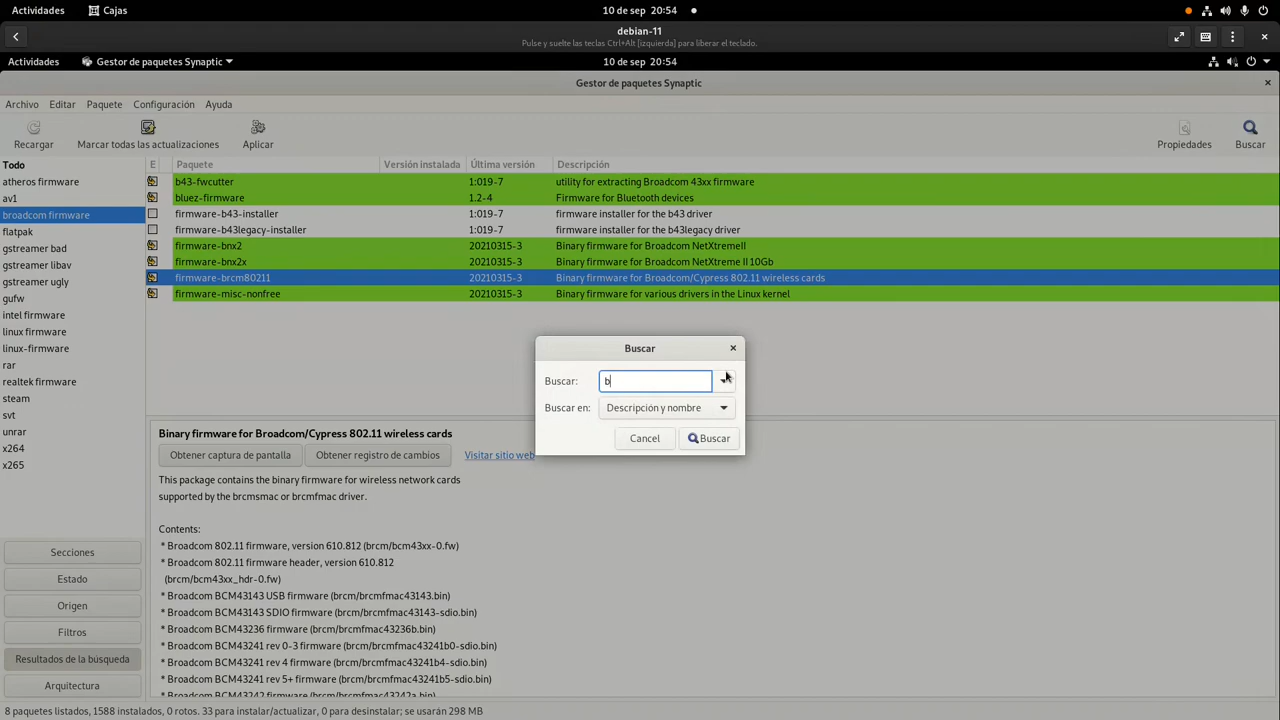 Actividades Cajas 10 de sep 20:54
debian-11
Pulse y suelte las teclas Ctrl+Alt [izquierda] para liberar el teclado.
Actividades Gestor de paquetes Synaptic 10 de sep 20:54
Gestor de paquetes Synaptic
Archivo Editar Paquete Configuración Ayuda
Recargar Marcar todas las actualizaciones Aplicar Propiedades Buscar
Todo
atheros firmware
av1
broadcom firmware
flatpak
gstreamer bad
gstreamer libav
gstreamer ugly
gufw
intel firmware
linux firmware
linux-firmware
rar
realtek firmware
steam
svt
unrar
x264
x265
Secciones
Estado
Origen
Filtros
Resultados de la búsqueda
Arquitectura
E Paquete Versión instalada Última versión Descripción
b43-fwcutter 1:019-7 utility for extracting Broadcom 43xx firmware
bluez-firmware 1.2-4 Firmware for Bluetooth devices
firmware-b43-installer 1:019-7 firmware installer for the b43 driver
firmware-b43legacy-installer 1:019-7 firmware installer for the b43legacy driver
firmware-bnx2 20210315-3 Binary firmware for Broadcom NetXtremeII
firmware-bnx2x 20210315-3 Binary firmware for Broadcom NetXtreme II 10Gb
firmware-brcm80211 20210315-3 Binary firmware for Broadcom/Cypress 802.11 wireless cards
firmware-misc-nonfree 20210315-3 Binary firmware for various drivers in the Linux kernel
Buscar
Buscar: b
Buscar en: Descripción y nombre
Cancel Buscar
Binary firmware for Broadcom/Cypress 802.11 wireless cards
Obtener captura de pantalla Obtener registro de cambios Visitar sitio web
This package contains the binary firmware for wireless network cards
supported by the brcmsmac or brcmfmac driver.
Contents:
* Broadcom 802.11 firmware, version 610.812 (brcm/bcm43xx-0.fw)
* Broadcom 802.11 firmware header, version 610.812
(brcm/bcm43xx_hdr-0.fw)
* Broadcom BCM43143 USB firmware (brcm/brcmfmac43143.bin)
* Broadcom BCM43143 SDIO firmware (brcm/brcmfmac43143-sdio.bin)
* Broadcom BCM43236 firmware (brcm/brcmfmac43236b.bin)
* Broadcom BCM43241 rev 0-3 firmware (brcm/brcmfmac43241b0-sdio.bin)
* Broadcom BCM43241 rev 4 firmware (brcm/brcmfmac43241b4-sdio.bin)
* Broadcom BCM43241 rev 5+ firmware (brcm/brcmfmac43241b5-sdio.bin)
* Broadcom BCM43242 firmware (brcm/brcmfmac43242a.bin)
8 paquetes listados, 1588 instalados, 0 rotos. 33 para instalar/actualizar, 0 para desinstalar; se usarán 298 MB